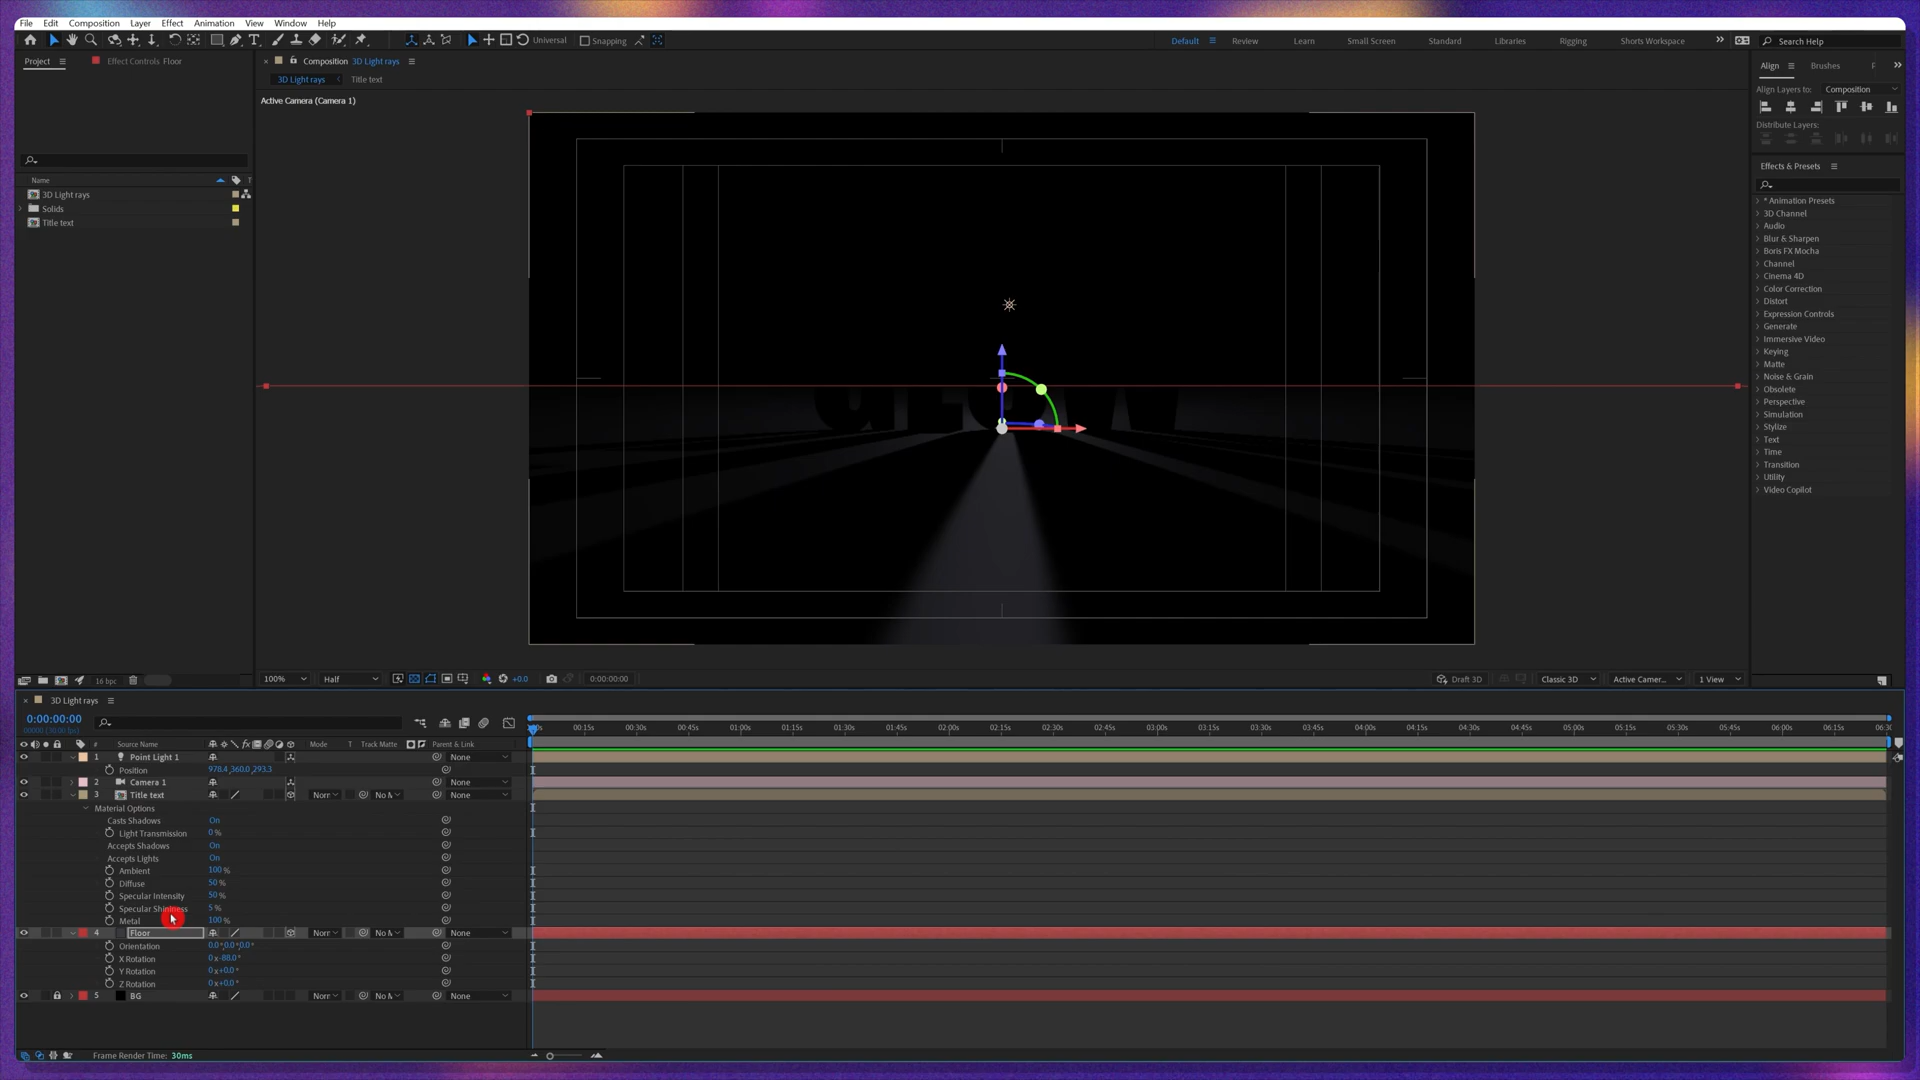 File Edit Composition Layer Effect Animation View Window Help
Universal Snapping Default Review Learn Small Screen Standard Libraries Rigging Shorts Workspace Search Help
Project Effect Controls Floor Composition 3D Light rays Align Brushes
3D Light rays Title text
Align Layers to: Composition
Active Camera (Camera 1)
Distribute Layers:
Effects & Presets
Name
3D Light rays
Solids
Title text
* Animation Presets
3D Channel
Audio
Blur & Sharpen
Boris FX Mocha
Channel
Cinema 4D
Color Correction
Distort
Expression Controls
Generate
Immersive Video
Keying
Matte
Noise & Grain
Obsolete
Perspective
Simulation
Stylize
Text
Time
Transition
Utility
Video Copilot
16 bpc 100% Half +0.0 0:00:00:00 Draft 3D Classic 3D Active Camer... 1 View
3D Light rays
0:00:00:00
00:15s 00:30s 00:45s 01:00s 01:15s 01:30s 01:45s 02:00s 02:15s 02:30s 02:45s 03:00s 03:15s 03:30s 03:45s 04:00s 04:15s 04:30s 04:45s 05:00s 05:15s 05:30s 05:45s 06:00s 06:15s 06:30
# Source Name fx Mode T Track Matte Parent & Link
1 Point Light 1 None
Position 978.4,360.0,293.3
2 Camera 1 None
3 Title text Norr No M None
Material Options
Casts Shadows On
Light Transmission 0 %
Accepts Shadows On
Accepts Lights On
Ambient 100 %
Diffuse 50 %
Specular Intensity 50 %
Specular Shininess 5 %
Metal 100 %
4 Floor Norr No M None
Orientation 0.0°,0.0°,0.0°
X Rotation 0x-88.0°
Y Rotation 0x+0.0°
Z Rotation 0x+0.0°
5 BG Norr No M None
Frame Render Time: 30ms